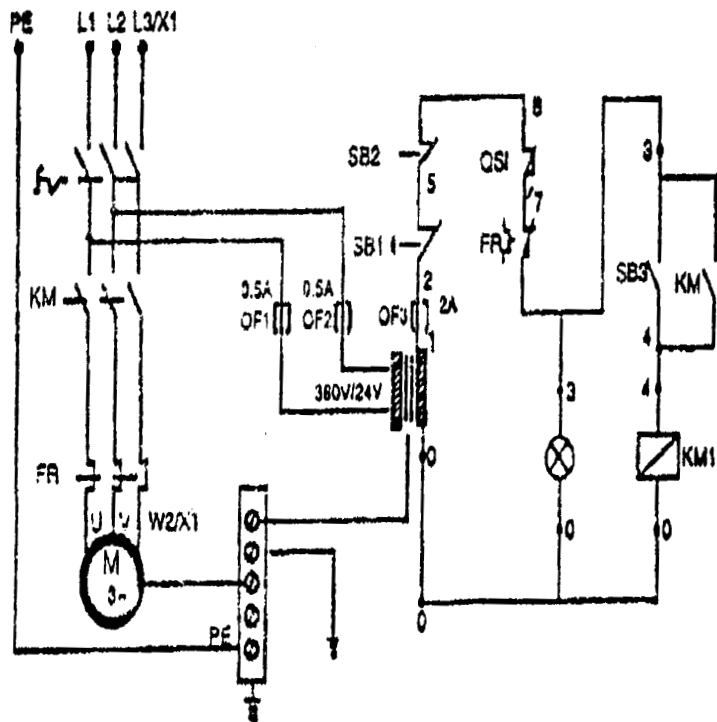 PE L1 L2 L3/X1
8
SB2 QSI 3
5
7
SB1 FR
KM 0.5A 0.5A 2 SB3 KM
OF1 OF2 OF3 2A
1 4
380V/24V 3 4
FR 0 KM1
U V W2/X1
0 0
M
3~
PE 0